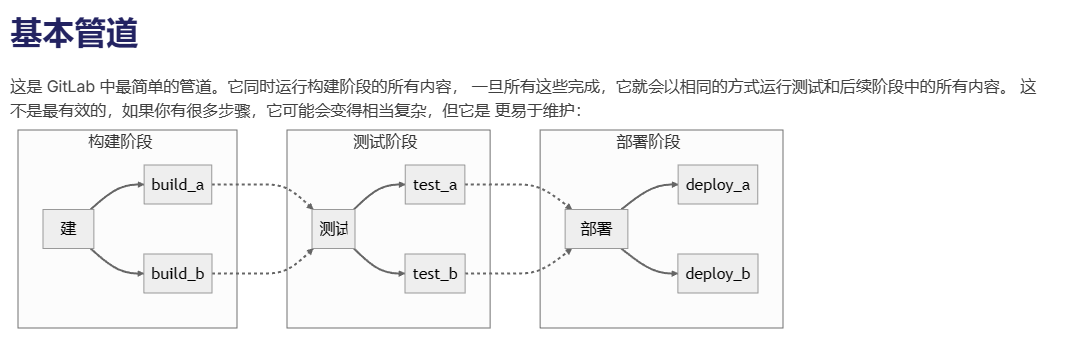 基本管道
这是 GitLab 中最简单的管道。它同时运行构建阶段的所有内容， 一旦所有这些完成，它就会以相同的方式运行测试和后续阶段中的所有内容。 这
不是最有效的，如果你有很多步骤，它可能会变得相当复杂，但它是 更易于维护：
构建阶段
测试阶段
部署阶段
build_a
test_a
deploy_a
建
测试
部署
build_b
test_b
deploy_b